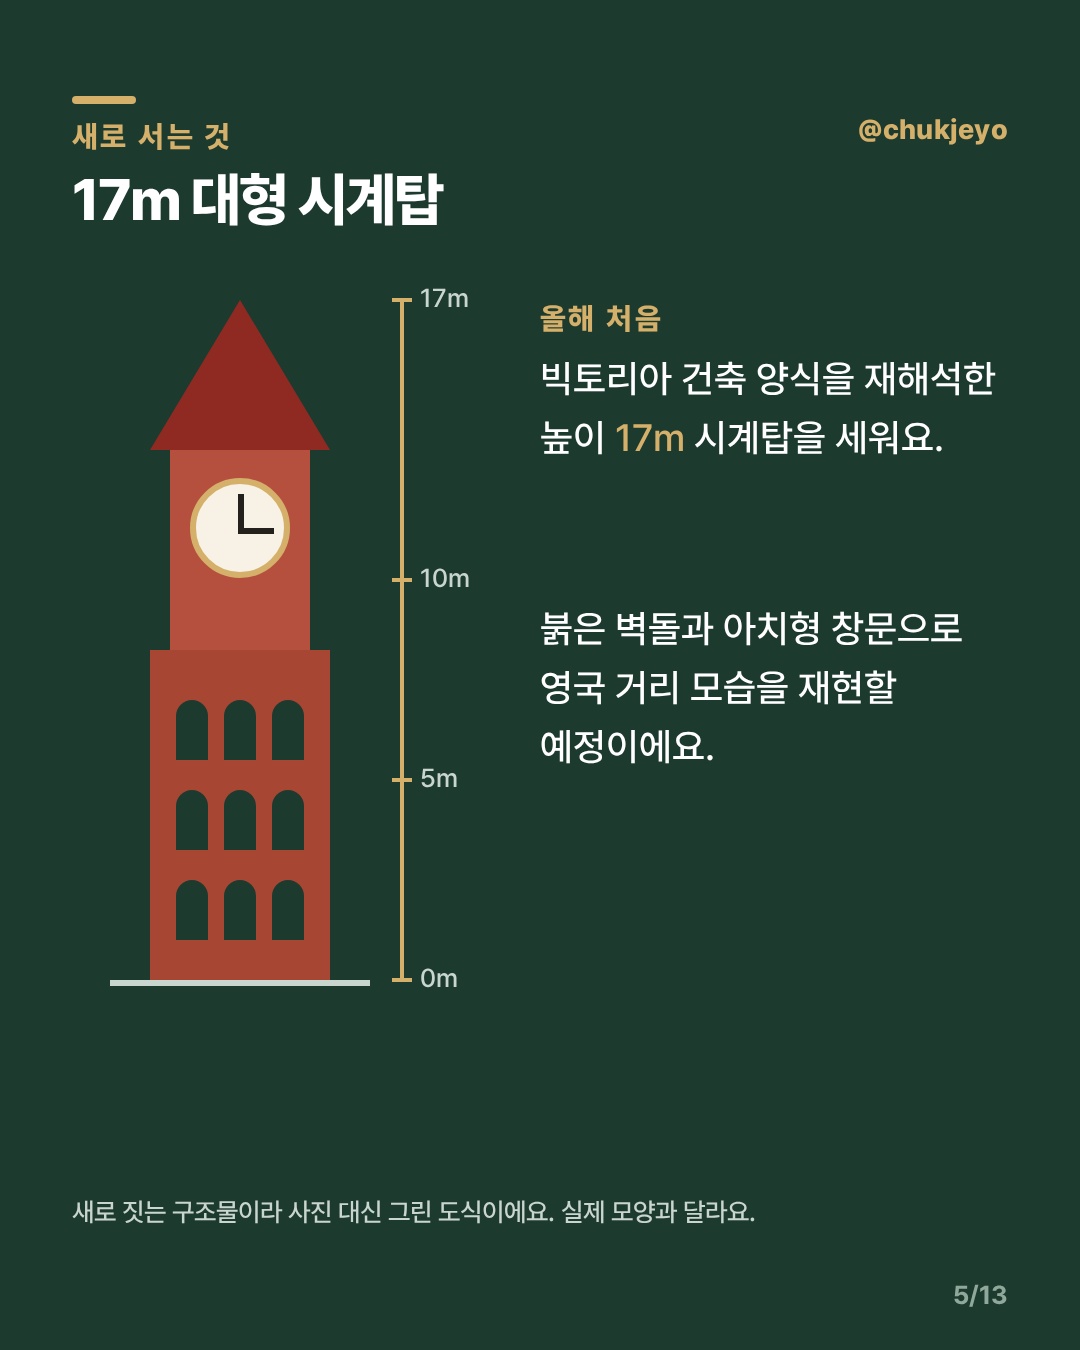 새로 서는 것
@chukjeyo
17m 대형 시계탑
17m
10m
5m
0m
올해 처음
빅토리아 건축 양식을 재해석한
높이 17m 시계탑을 세워요.
붉은 벽돌과 아치형 창문으로
영국 거리 모습을 재현할
예정이에요.
새로 짓는 구조물이라 사진 대신 그린 도식이에요. 실제 모양과 달라요.
5/13